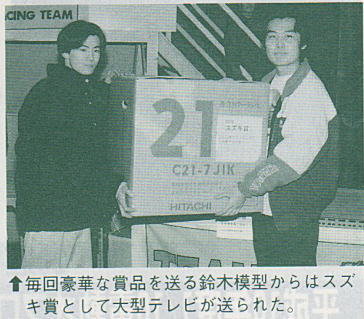 CING TEAM
21
スズキ賞
C21-7JIK
HITACHI
TEA
⬆毎回豪華な賞品を送る鈴木模型からはスズ
キ賞として大型テレビが送られた。